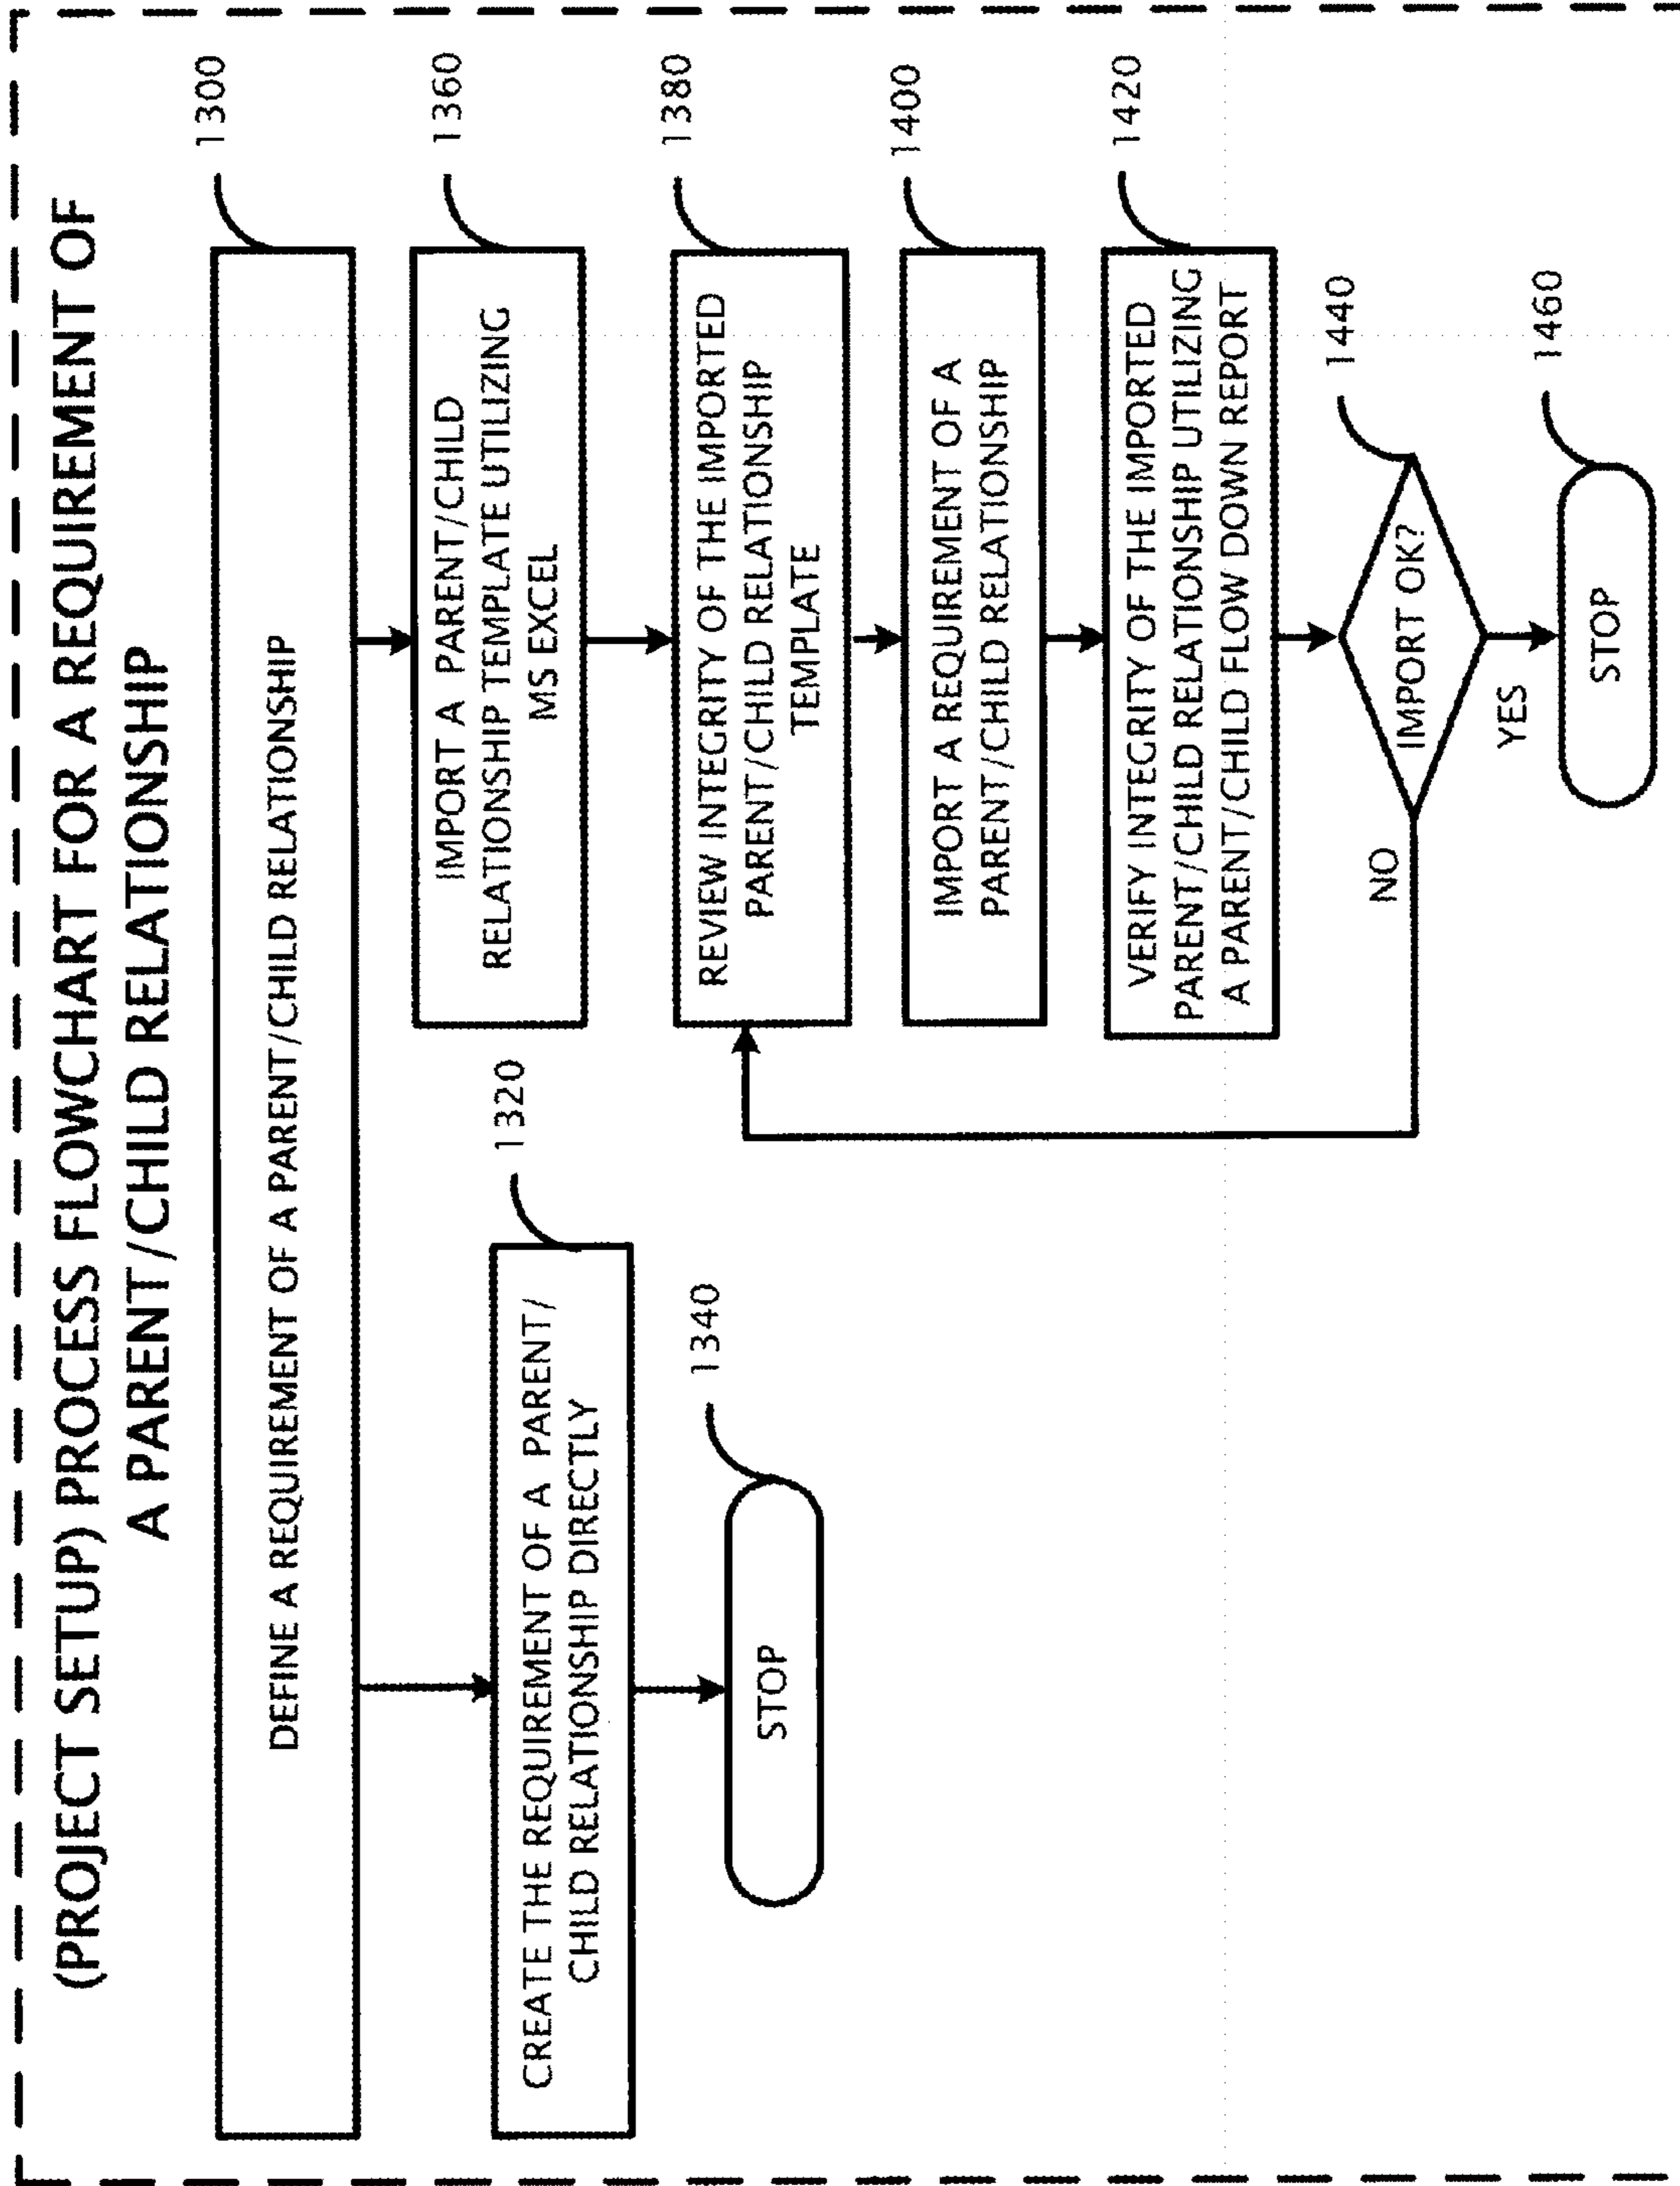 (PROJECT SETUP) PROCESS FLOWCHART FOR A REQUIREMENT OF
A PARENT/CHILD RELATIONSHIP
1300
DEFINE A REQUIREMENT OF A PARENT/CHILD RELATIONSHIP
1320
CREATE THE REQUIREMENT OF A PARENT/
CHILD RELATIONSHIP DIRECTLY
1340
STOP
1360
IMPORT A PARENT/CHILD
RELATIONSHIP TEMPLATE UTILIZING
MS EXCEL
1380
REVIEW INTEGRITY OF THE IMPORTED
PARENT/CHILD RELATIONSHIP
TEMPLATE
1400
IMPORT A REQUIREMENT OF A
PARENT/CHILD RELATIONSHIP
1420
VERIFY INTEGRITY OF THE IMPORTED
PARENT/CHILD RELATIONSHIP UTILIZING
A PARENT/CHILD FLOW DOWN REPORT
1440
IMPORT OK?
NO
YES
1460
STOP